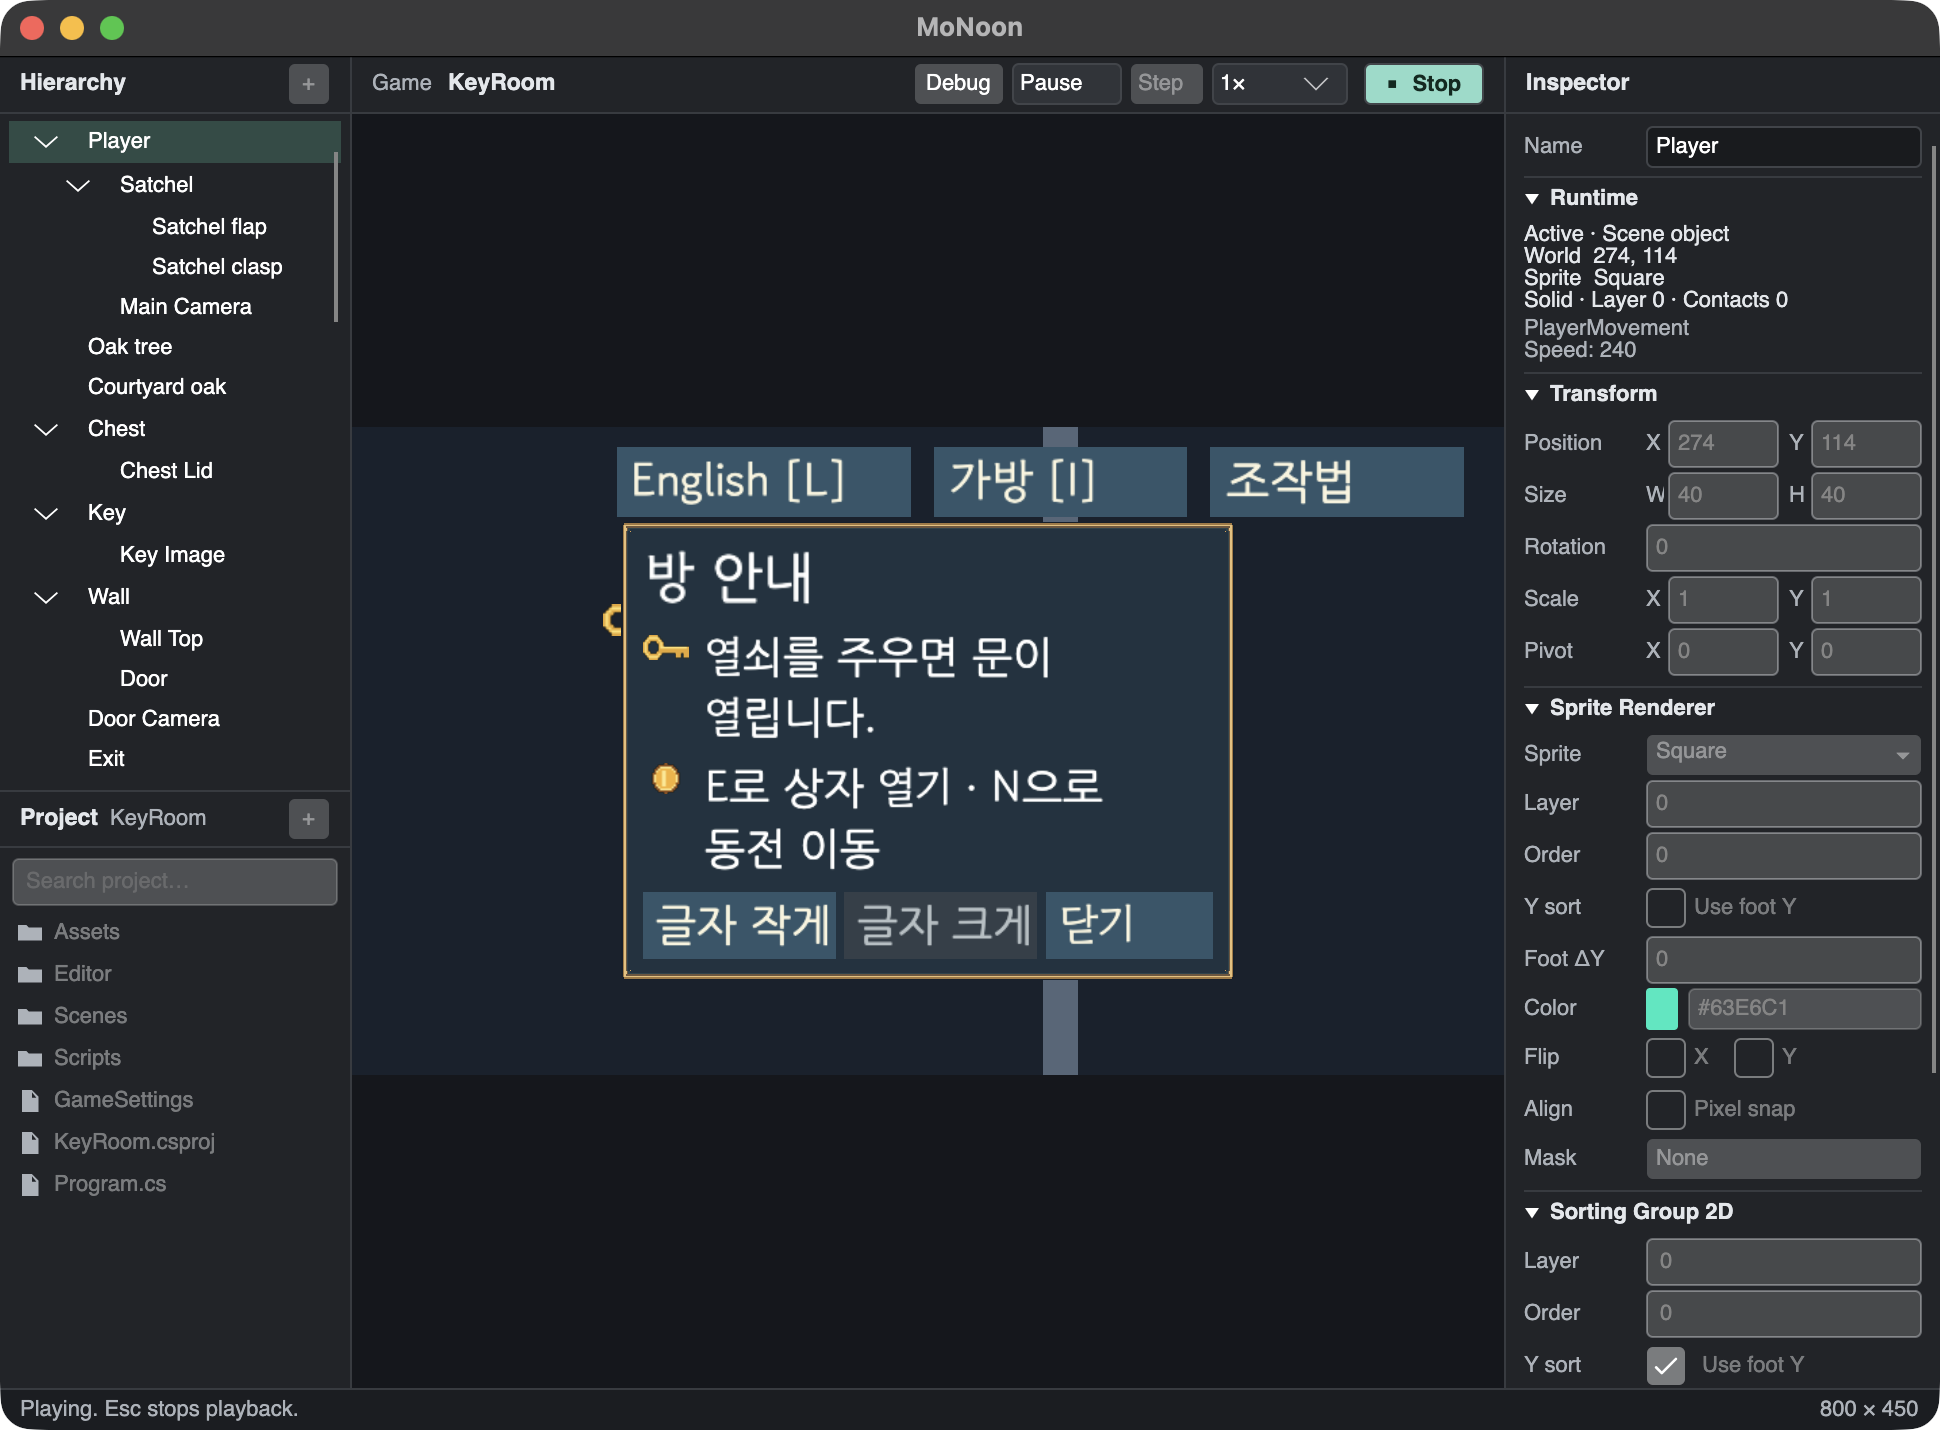 MoNoon
Hierarchy +
Player
Satchel
Satchel flap
Satchel clasp
Main Camera
Oak tree
Courtyard oak
Chest
Chest Lid
Key
Key Image
Wall
Wall Top
Door
Door Camera
Exit
Project KeyRoom +
Search project...
Assets
Editor
Scenes
Scripts
GameSettings
KeyRoom.csproj
Program.cs
Game KeyRoom Debug Pause Step 1× Stop
English [L] 가방 [I] 조작법
방 안내
열쇠를 주우면 문이
열립니다.
E로 상자 열기 · N으로
동전 이동
글자 작게 글자 크게 닫기
Inspector
Name Player
Runtime
Active · Scene object
World 274, 114
Sprite Square
Solid · Layer 0 · Contacts 0
PlayerMovement
Speed: 240
Transform
Position X 274 Y 114
Size W 40 H 40
Rotation 0
Scale X 1 Y 1
Pivot X 0 Y 0
Sprite Renderer
Sprite Square
Layer 0
Order 0
Y sort Use foot Y
Foot ΔY 0
Color #63E6C1
Flip X Y
Align Pixel snap
Mask None
Sorting Group 2D
Layer 0
Order 0
Y sort Use foot Y
Playing. Esc stops playback. 800 × 450